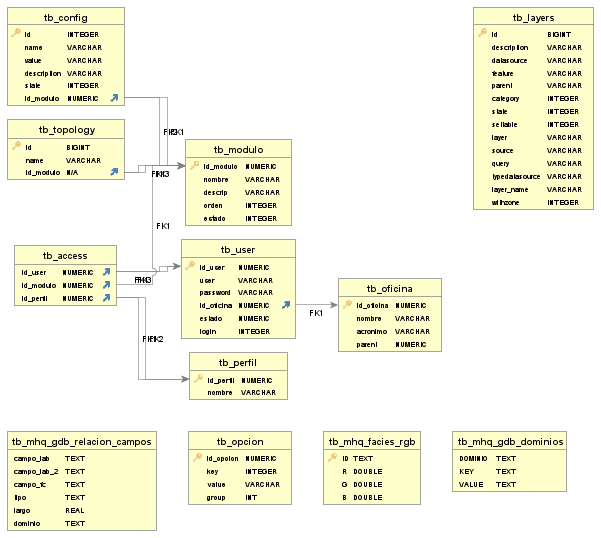 tb_config
id INTEGER
name VARCHAR
value VARCHAR
description VARCHAR
state INTEGER
id_modulo NUMERIC
tb_topology
id BIGINT
name VARCHAR
id_modulo N/A
tb_modulo
id_modulo NUMERIC
nombre VARCHAR
descrip VARCHAR
orden INTEGER
estado INTEGER
tb_layers
id BIGINT
description VARCHAR
datasource VARCHAR
feature VARCHAR
parent VARCHAR
category INTEGER
state INTEGER
sellable INTEGER
layer VARCHAR
source VARCHAR
query VARCHAR
typedatasource VARCHAR
layer_name VARCHAR
withzone INTEGER
FK1
tb_access
id_user NUMERIC
id_modulo NUMERIC
id_perfil NUMERIC
tb_user
id_user NUMERIC
user VARCHAR
password VARCHAR
id_oficina NUMERIC
estado NUMERIC
login INTEGER
FK1
tb_oficina
id_oficina NUMERIC
nombre VARCHAR
acronimo VARCHAR
parent NUMERIC
tb_perfil
id_perfil NUMERIC
nombre VARCHAR
tb_mhq_gdb_relacion_campos
campo_lab TEXT
campo_lab_2 TEXT
campo_fc TEXT
tipo TEXT
largo REAL
dominio TEXT
tb_opcion
id_opcion NUMERIC
key INTEGER
value VARCHAR
group INT
tb_mhq_facies_rgb
ID TEXT
R DOUBLE
G DOUBLE
B DOUBLE
tb_mhq_gdb_dominios
DOMINIO TEXT
KEY TEXT
VALUE TEXT